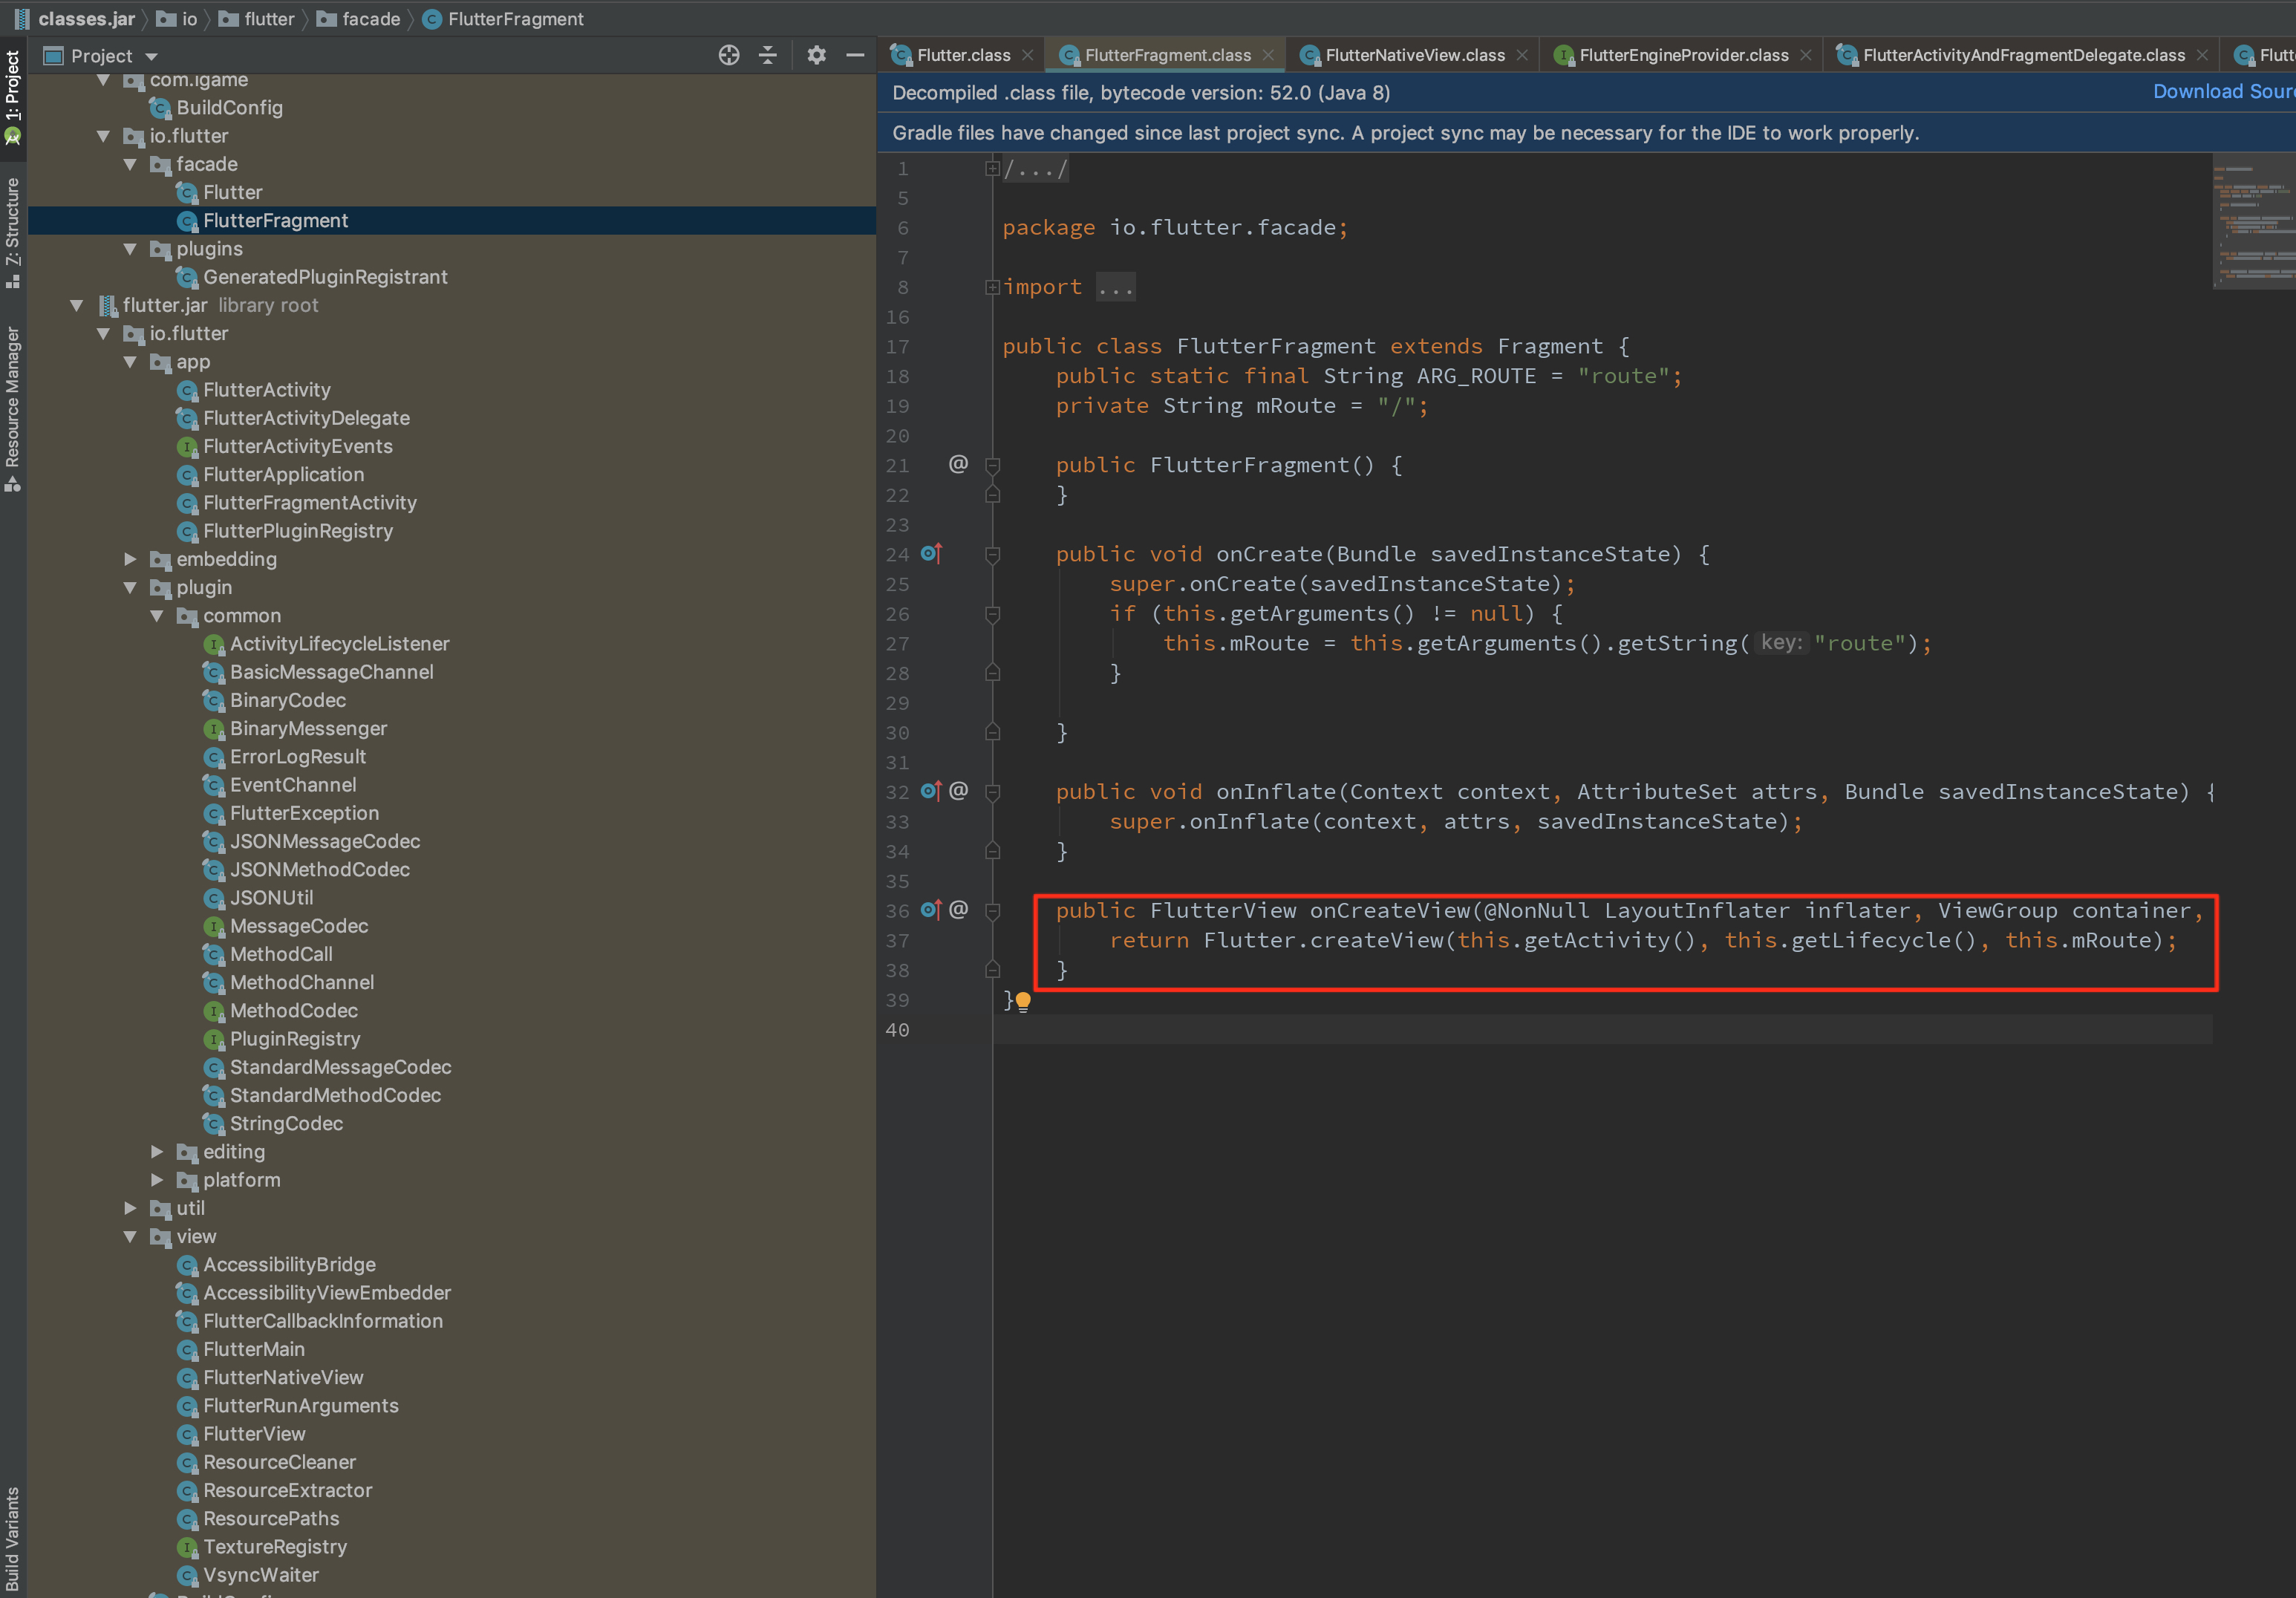 classes.jar io flutter facade FlutterFragment
Project
1: Project
Z: Structure
Resource Manager
Build Variants
com.igame
BuildConfig
io.flutter
facade
Flutter
FlutterFragment
plugins
GeneratedPluginRegistrant
flutter.jar library root
io.flutter
app
FlutterActivity
FlutterActivityDelegate
FlutterActivityEvents
FlutterApplication
FlutterFragmentActivity
FlutterPluginRegistry
embedding
plugin
common
ActivityLifecycleListener
BasicMessageChannel
BinaryCodec
BinaryMessenger
ErrorLogResult
EventChannel
FlutterException
JSONMessageCodec
JSONMethodCodec
JSONUtil
MessageCodec
MethodCall
MethodChannel
MethodCodec
PluginRegistry
StandardMessageCodec
StandardMethodCodec
StringCodec
editing
platform
util
view
AccessibilityBridge
AccessibilityViewEmbedder
FlutterCallbackInformation
FlutterMain
FlutterNativeView
FlutterRunArguments
FlutterView
ResourceCleaner
ResourceExtractor
ResourcePaths
TextureRegistry
VsyncWaiter
Flutter.class FlutterFragment.class FlutterNativeView.class FlutterEngineProvider.class FlutterActivityAndFragmentDelegate.class Flutt
Decompiled .class file, bytecode version: 52.0 (Java 8) Download Sour
Gradle files have changed since last project sync. A project sync may be necessary for the IDE to work properly.
1 /.../
5
6 package io.flutter.facade;
7
8 import ...
16
17 public class FlutterFragment extends Fragment {
18 public static final String ARG_ROUTE = "route";
19 private String mRoute = "/";
20
21 @ public FlutterFragment() {
22 }
23
24 public void onCreate(Bundle savedInstanceState) {
25 super.onCreate(savedInstanceState);
26 if (this.getArguments() != null) {
27 this.mRoute = this.getArguments().getString( key: "route");
28 }
29
30 }
31
32 @ public void onInflate(Context context, AttributeSet attrs, Bundle savedInstanceState) {
33 super.onInflate(context, attrs, savedInstanceState);
34 }
35
36 @ public FlutterView onCreateView(@NonNull LayoutInflater inflater, ViewGroup container,
37 return Flutter.createView(this.getActivity(), this.getLifecycle(), this.mRoute);
38 }
39 }
40